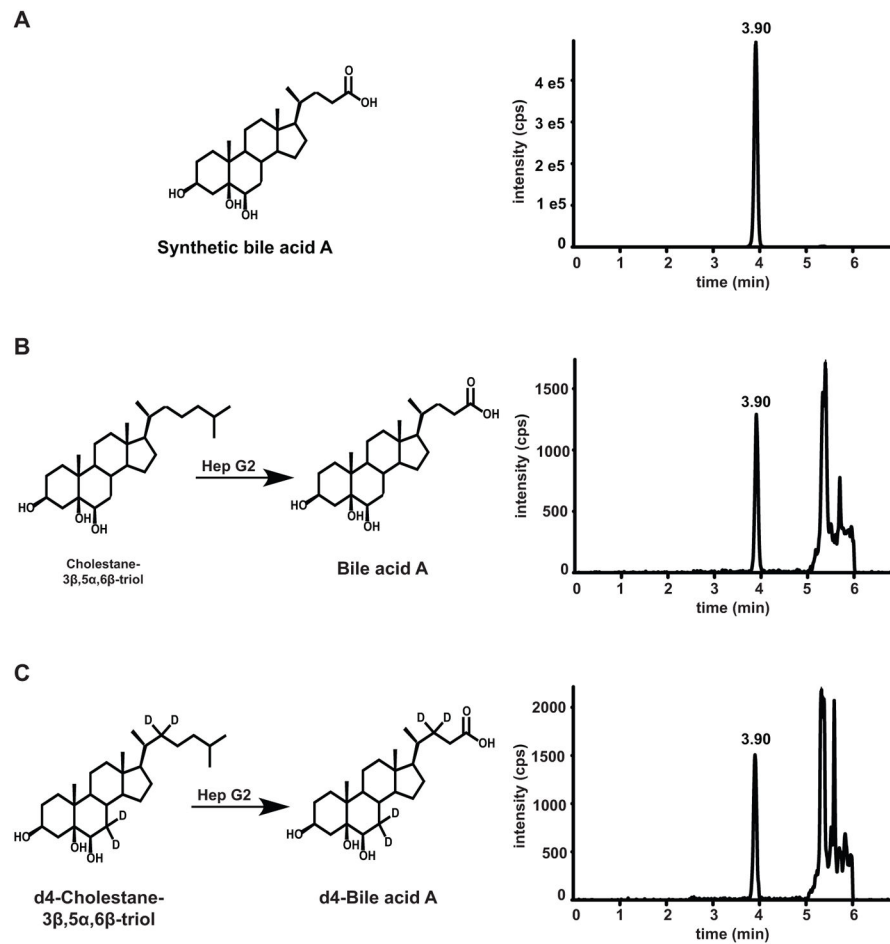 A
O
OH
HO
OH
OH
Synthetic bile acid A
3.90
4 e5
3 e5
2 e5
1 e5
0
intensity (cps)
0 1 2 3 4 5 6
time (min)
B
HO
OH
OH
Cholestane-
3β,5α,6β-triol
Hep G2
O
OH
HO
OH
OH
Bile acid A
3.90
1500
1000
500
0
intensity (cps)
0 1 2 3 4 5 6
time (min)
C
D D
HO
OH
OH
D
D
d4-Cholestane-
3β,5α,6β-triol
Hep G2
D D
O
OH
HO
OH
OH
D
D
d4-Bile acid A
3.90
2000
1500
2000
500
0
intensity (cps)
0 1 2 3 4 5 6
time (min)